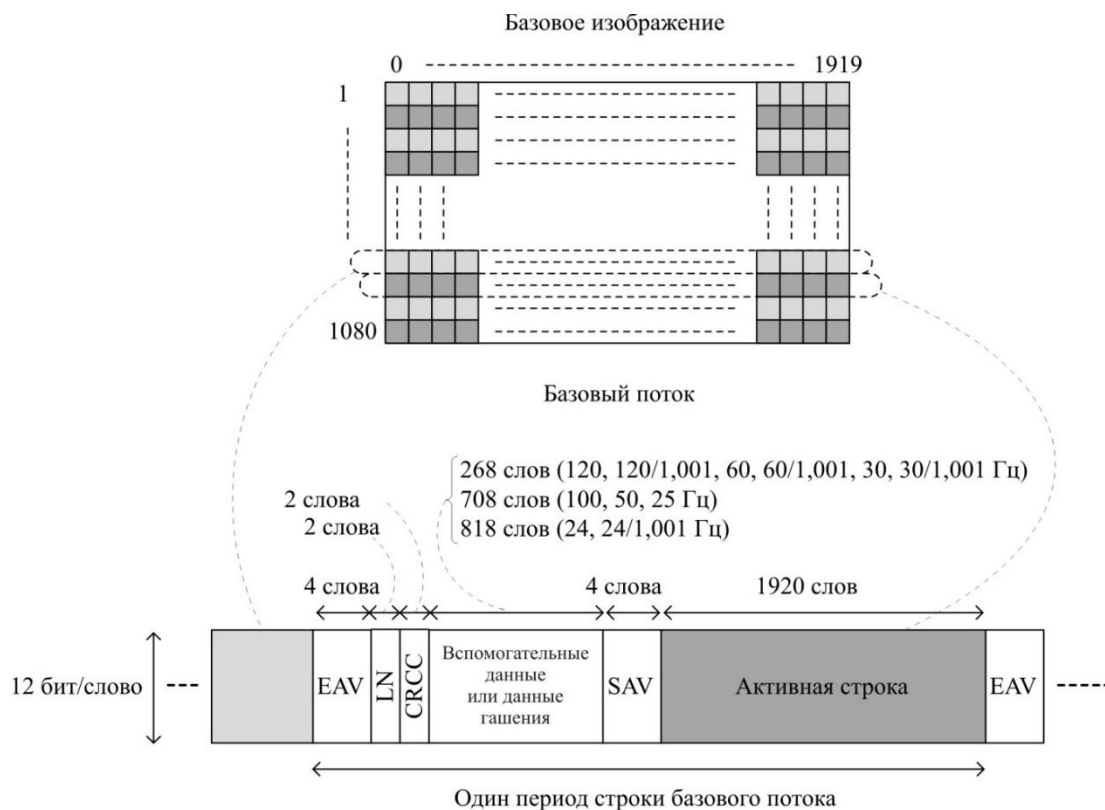 Базовое изображение
0
1919
1
1080
Базовый поток
268 слов (120, 120/1,001, 60, 60/1,001, 30, 30/1,001 Гц)
708 слов (100, 50, 25 Гц)
818 слов (24, 24/1,001 Гц)
2 слова
2 слова
4 слова
4 слова
1920 слов
12 бит/слово
EAV
LN
CRCC
Вспомогательные
данные
или данные
гашения
SAV
Активная строка
EAV
Один период строки базового потока